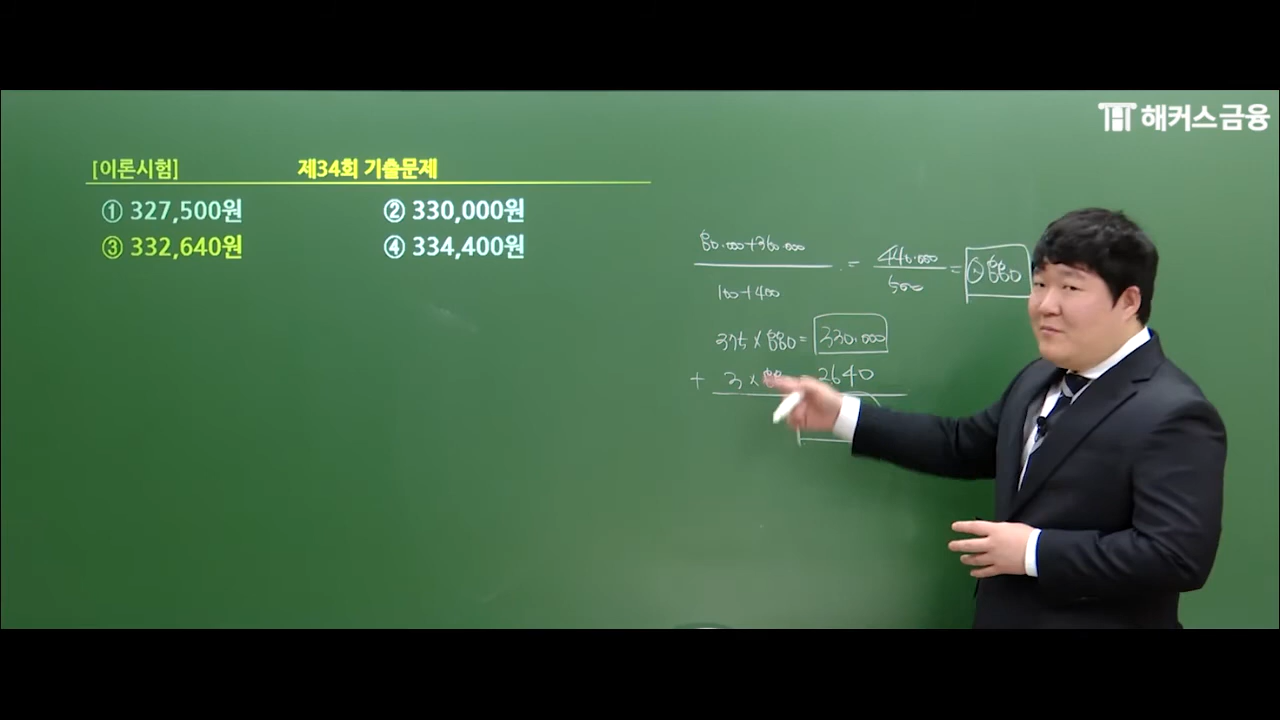 해커스금융
[이론시험] 제34회 기출문제
① 327,500원 ② 330,000원
③ 332,640원 ④ 334,400원
80.000+360.000
100+400
= 440.000
500
= @880
375 × 880 = 330.000
+ 3 × 2640